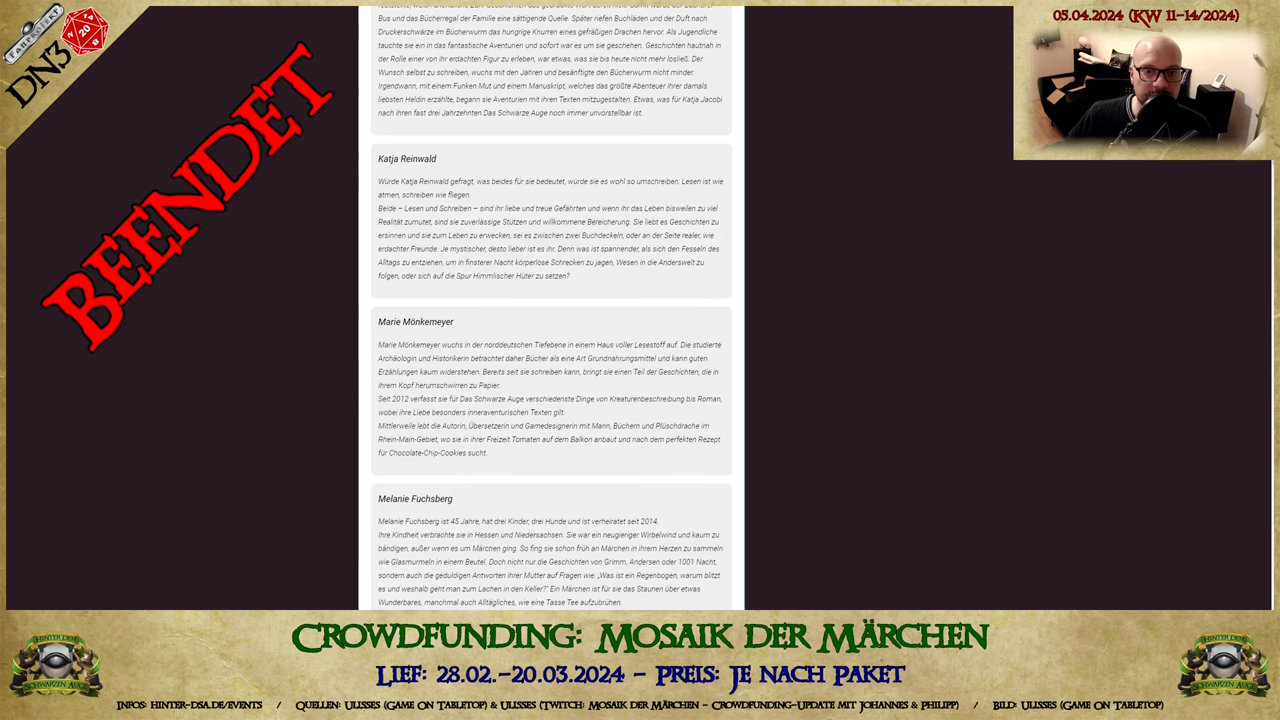 FANPROJEKT
DN3
20
14
BEENDET
05.04.2024 (KW 11-14/2024)
Bus und das Bücherregal der Familie eine sättigende Quelle. Später riefen Buchläden und der Duft nach
Druckerschwärze im Bücherwurm das hungrige Knurren eines gefräßigen Drachen hervor. Als Jugendliche
tauchte sie ein in das fantastische Aventurien und sofort war es um sie geschehen. Geschichten hautnah in
der Rolle einer von ihr erdachten Figur zu erleben, war etwas, was sie bis heute nicht mehr losließ. Der
Wunsch selbst zu schreiben, wuchs mit den Jahren und besänftigte den Bücherwurm nicht minder.
Irgendwann, mit einem Funken Mut und einem Manuskript, welches das größte Abenteuer ihrer damals
liebsten Heldin erzählte, begann sie Aventurien mit ihren Texten mitzugestalten. Etwas, was für Katja Jacobi
nach ihren fast drei Jahrzehnten Das Schwarze Auge noch immer unvorstellbar ist.
Katja Reinwald
Würde Katja Reinwald gefragt, was beides für sie bedeutet, würde sie es wohl so umschreiben: Lesen ist wie
atmen, schreiben wie fliegen.
Beide – Lesen und Schreiben – sind ihr liebe und treue Gefährten und wenn ihr das Leben bisweilen zu viel
Realität zumutet, sind sie zuverlässige Stützen und willkommene Bereicherung. Sie liebt es Geschichten zu
ersinnen und sie zum Leben zu erwecken, sei es zwischen zwei Buchdeckeln, oder an der Seite realer, wie
erdachter Freunde. Je mystischer, desto lieber ist es ihr. Denn was ist spannender, als sich den Fesseln des
Alltags zu entziehen, um in finsterer Nacht körperlose Schrecken zu jagen, Wesen in die Anderswelt zu
folgen, oder sich auf die Spur Himmlischer Hüter zu setzen?
Marie Mönkemeyer
Marie Mönkemeyer wuchs in der norddeutschen Tiefebene in einem Haus voller Lesestoff auf. Die studierte
Archäologin und Historikerin betrachtet daher Bücher als eine Art Grundnahrungsmittel und kann guten
Erzählungen kaum widerstehen. Bereits seit sie schreiben kann, bringt sie einen Teil der Geschichten, die in
ihrem Kopf herumschwirren zu Papier.
Seit 2012 verfasst sie für Das Schwarze Auge verschiedenste Dinge von Kreaturenbeschreibung bis Roman,
wobei ihre Liebe besonders inneraventurischen Texten gilt.
Mittlerweile lebt die Autorin, Übersetzerin und Gamedesignerin mit Mann, Büchern und Plüschdrache im
Rhein-Main-Gebiet, wo sie in ihrer Freizeit Tomaten auf dem Balkon anbaut und nach dem perfekten Rezept
für Chocolate-Chip-Cookies sucht.
Melanie Fuchsberg
Melanie Fuchsberg ist 45 Jahre, hat drei Kinder, drei Hunde und ist verheiratet seit 2014.
Ihre Kindheit verbrachte sie in Hessen und Niedersachsen. Sie war ein neugieriger Wirbelwind und kaum zu
bändigen, außer wenn es um Märchen ging. So fing sie schon früh an Märchen in ihrem Herzen zu sammeln
wie Glasmurmeln in einem Beutel. Doch nicht nur die Geschichten von Grimm, Andersen oder 1001 Nacht,
sondern auch die geduldigen Antworten ihrer Mutter auf Fragen wie: „Was ist ein Regenbogen, warum blitzt
es und weshalb geht man zum Lachen in den Keller?" Ein Märchen ist für sie das Staunen über etwas
Wunderbares, manchmal auch Alltägliches, wie eine Tasse Tee aufzubrühen.
Crowdfunding: Mosaik der Märchen
Lief: 28.02.-20.03.2024 - Preis: Je nach Paket
Infos: hinter-dsa.de/events / Quellen: Ulisses (Game On Tabletop) & Ulisses (Twitch: Mosaik der Märchen - Crowdfunding-Update mit Johannes & Philipp) / Bild: Ulisses (Game On Tabletop)
Hinter dem
Schwarzen Auge
Hinter dem
Schwarzen Auge